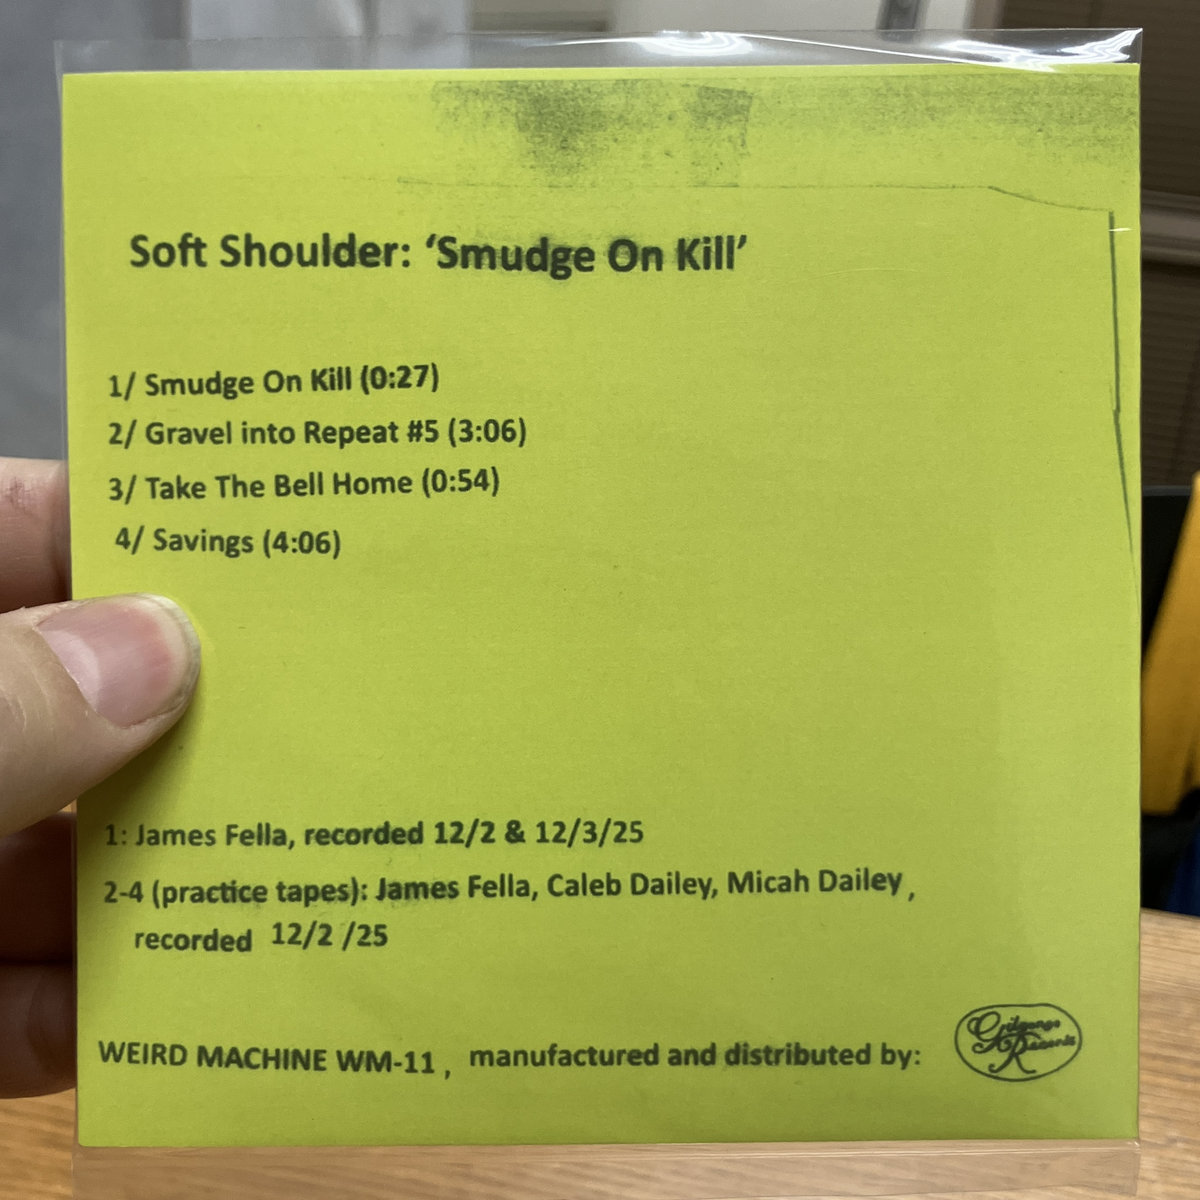 Soft Shoulder: ‘Smudge On Kill’
1/ Smudge On Kill (0:27)
2/ Gravel into Repeat #5 (3:06)
3/ Take The Bell Home (0:54)
4/ Savings (4:06)
1: James Fella, recorded 12/2 & 12/3/25
2-4 (practice tapes): James Fella, Caleb Dailey, Micah Dailey ,
recorded 12/2 /25
WEIRD MACHINE WM-11 , manufactured and distributed by:
Gilgongo
Records